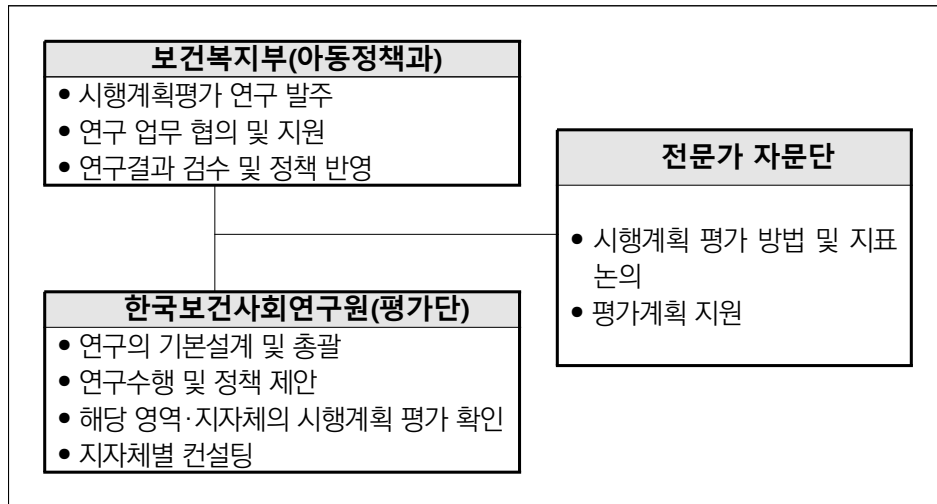 보건복지부(아동정책과)
• 시행계획평가 연구 발주
• 연구 업무 협의 및 지원
• 연구결과 검수 및 정책 반영
전문가 자문단
• 시행계획 평가 방법 및 지표
논의
• 평가계획 지원
한국보건사회연구원(평가단)
• 연구의 기본설계 및 총괄
• 연구수행 및 정책 제안
• 해당 영역·지자체의 시행계획 평가 확인
• 지자체별 컨설팅